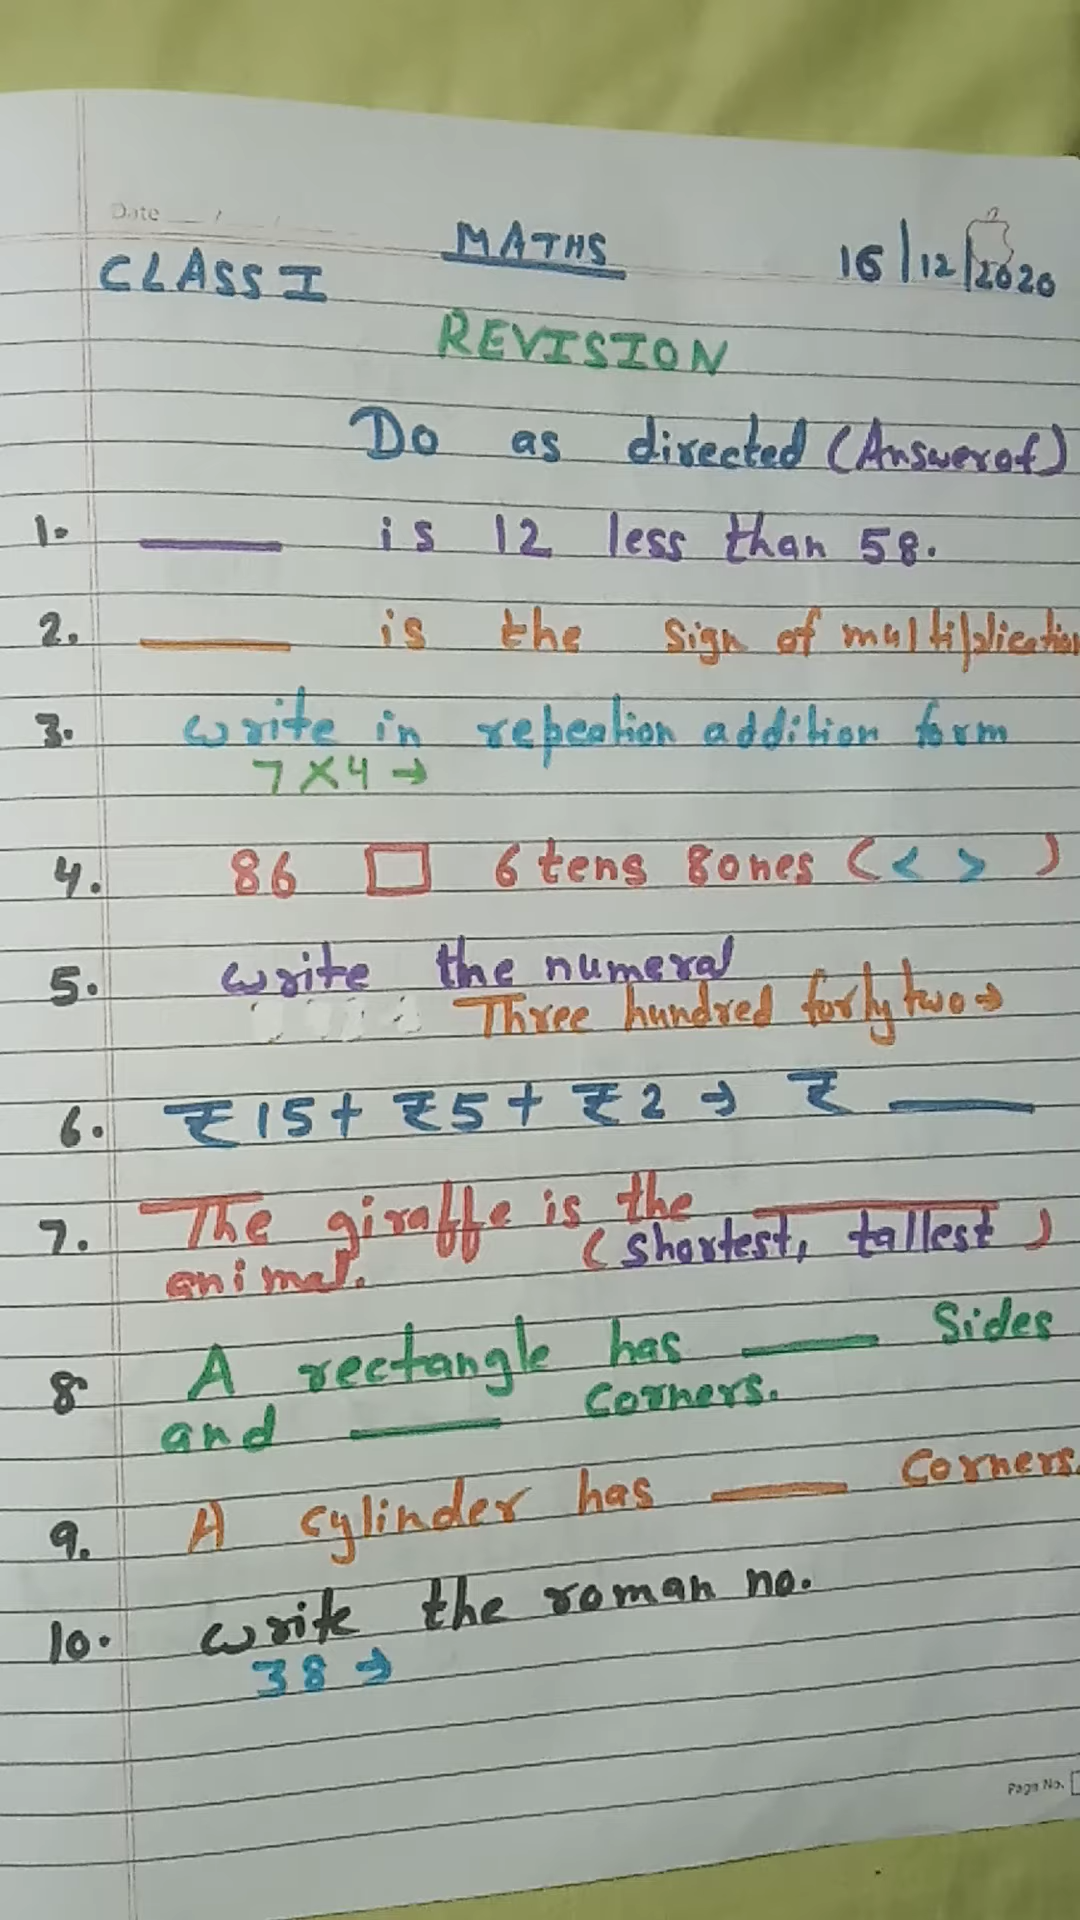 Date __/
MATHS
CLASS I
16/12/2020
REVISION
Do as directed (Answer of)
1. ____ is 12 less than 58.
2. ____ is the sign of multiplication
3. write in repeation addition form
7 X 4 →
4. 86 □ 6 tens 8 ones ( < > )
5. write the numeral
Three hundred forty two →
6. ₹15 + ₹5 + ₹2 → ₹ ____
7. The giraffe is the ____
animal. (shortest, tallest)
8 A rectangle has ____ Sides
and ____ corners.
9. A cylinder has ____ corners.
10. write the roman no.
38 →
Page No.